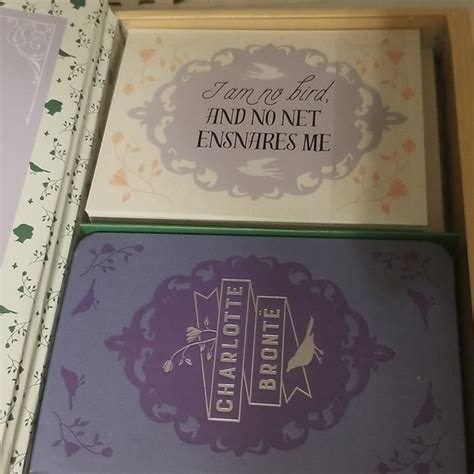 I am no bird,
AND NO NET
ENSNARES ME
CHARLOTTE
BRONTË